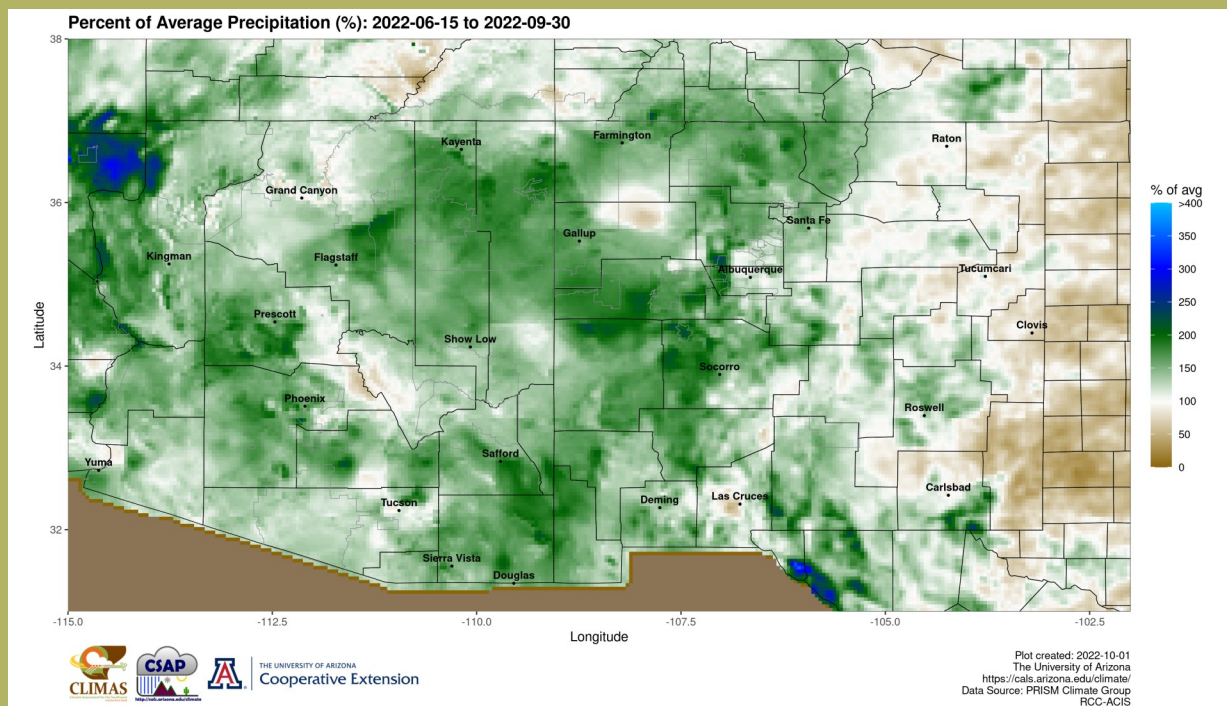 Percent of Average Precipitation (%): 2022-06-15 to 2022-09-30
38
36
34
32
Latitude
-115.0
-112.5
-110.0
-107.5
-105.0
-102.5
Longitude
Kayenta
Farmington
Raton
Grand Canyon
Santa Fe
Gallup
Kingman
Flagstaff
Albuquerque
Tucumcari
Prescott
Clovis
Show Low
Socorro
Phoenix
Roswell
Safford
Yuma
Carlsbad
Tucson
Deming
Las Cruces
Sierra Vista
Douglas
% of avg
>400
350
300
250
200
150
100
50
0
CLIMAS
CSAP
http://cals.arizona.edu/climate
A
THE UNIVERSITY OF ARIZONA
Cooperative Extension
Plot created: 2022-10-01
The University of Arizona
https://cals.arizona.edu/climate/
Data Source: PRISM Climate Group
RCC-ACIS